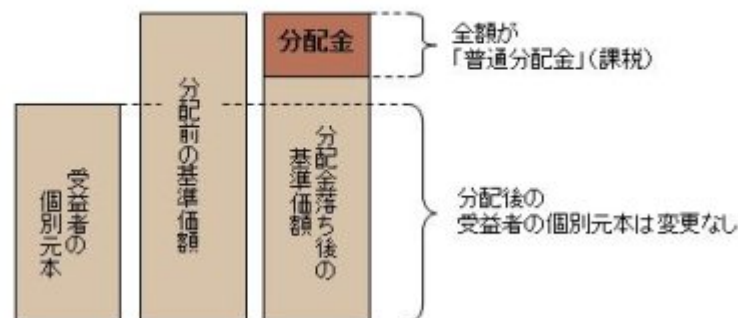 受益者の
個別元本
分配前の基準価額
分配金
分配金落ち後の
基準価額
全額が
「普通分配金」(課税)
分配後の
受益者の個別元本は変更なし